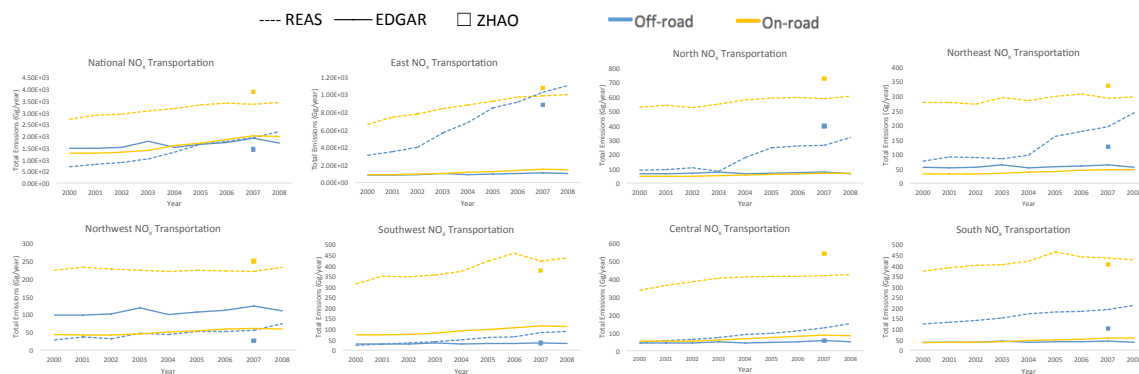 REAS EDGAR ZHAO Off-road On-road
National NOx Transportation
Total Emissions (Gg/year)
4.50E+03
4.00E+03
3.50E+03
3.00E+03
2.50E+03
2.00E+03
1.50E+03
1.00E+03
5.00E+02
0.00E+00
2000 2001 2002 2003 2004 2005 2006 2007 2008
Year
East NOx Transportation
Total Emissions (Gg/year)
1.20E+03
1.00E+03
8.00E+02
6.00E+02
4.00E+02
2.00E+02
0.00E+00
2000 2001 2002 2003 2004 2005 2006 2007 2008
Year
North NOx Transportation
Total Emissions (Gg/year)
800
700
600
500
400
300
200
100
0
2000 2001 2002 2003 2004 2005 2006 2007 2008
Year
Northeast NOx Transportation
Total Emissions (Gg/year)
400
350
300
250
200
150
100
50
0
2000 2001 2002 2003 2004 2005 2006 2007 2008
Year
Northwest NOx Transportation
Total Emissions (Gg/year)
300
250
200
150
100
50
0
2000 2001 2002 2003 2004 2005 2006 2007 2008
Year
Southwest NOx Transportation
Total Emissions (Gg/year)
500
450
400
350
300
250
200
150
100
50
0
2000 2001 2002 2003 2004 2005 2006 2007 2008
Year
Central NOx Transportation
Total Emissions (Gg/year)
600
500
400
300
200
100
0
2000 2001 2002 2003 2004 2005 2006 2007 2008
Year
South NOx Transportation
Total Emissions (Gg/year)
500
450
400
350
300
250
200
150
100
50
0
2000 2001 2002 2003 2004 2005 2006 2007 2008
Year